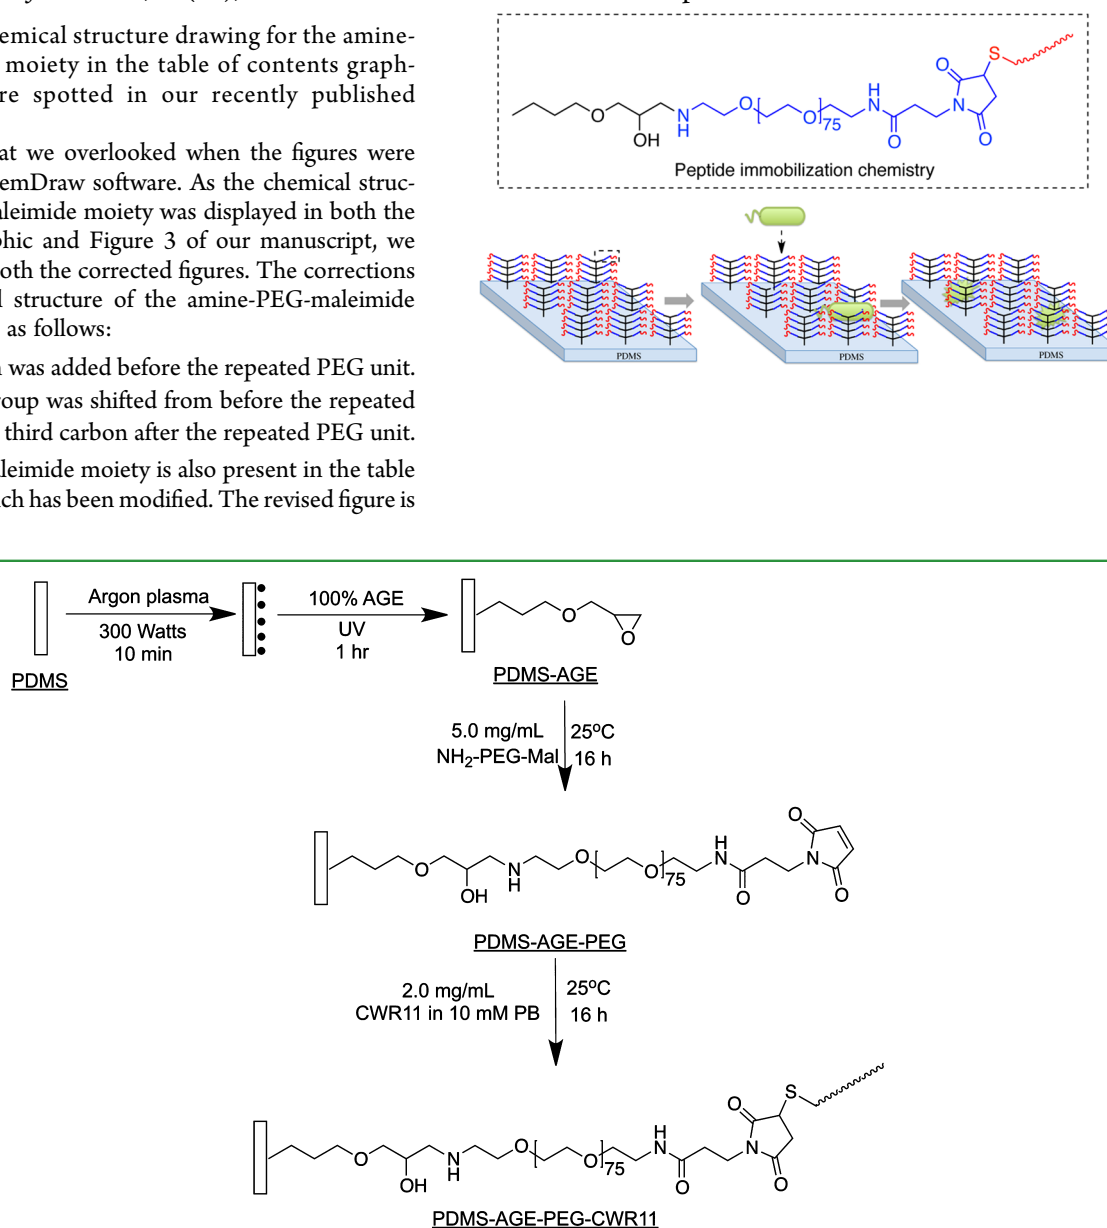 emical structure drawing for the amine-
moiety in the table of contents graph-
re spotted in our recently published
at we overlooked when the figures were
emDraw software. As the chemical struc-
aleimide moiety was displayed in both the
phic and Figure 3 of our manuscript, we
oth the corrected figures. The corrections
l structure of the amine-PEG-maleimide
as follows:
n was added before the repeated PEG unit.
roup was shifted from before the repeated
third carbon after the repeated PEG unit.
leimide moiety is also present in the table
ch has been modified. The revised figure is
O
OH
N
H
O
O
75
H
N
O
N
O
O
S
Peptide immobilization chemistry
PDMS
PDMS
PDMS
Argon plasma
300 Watts
10 min
PDMS
100% AGE
UV
1 hr
O
O
PDMS-AGE
5.0 mg/mL
NH₂-PEG-Mal
25ºC
16 h
O
OH
N
H
O
O
75
H
N
O
N
O
O
PDMS-AGE-PEG
2.0 mg/mL
CWR11 in 10 mM PB
25ºC
16 h
O
OH
N
H
O
O
75
H
N
O
N
O
O
S
PDMS-AGE-PEG-CWR11